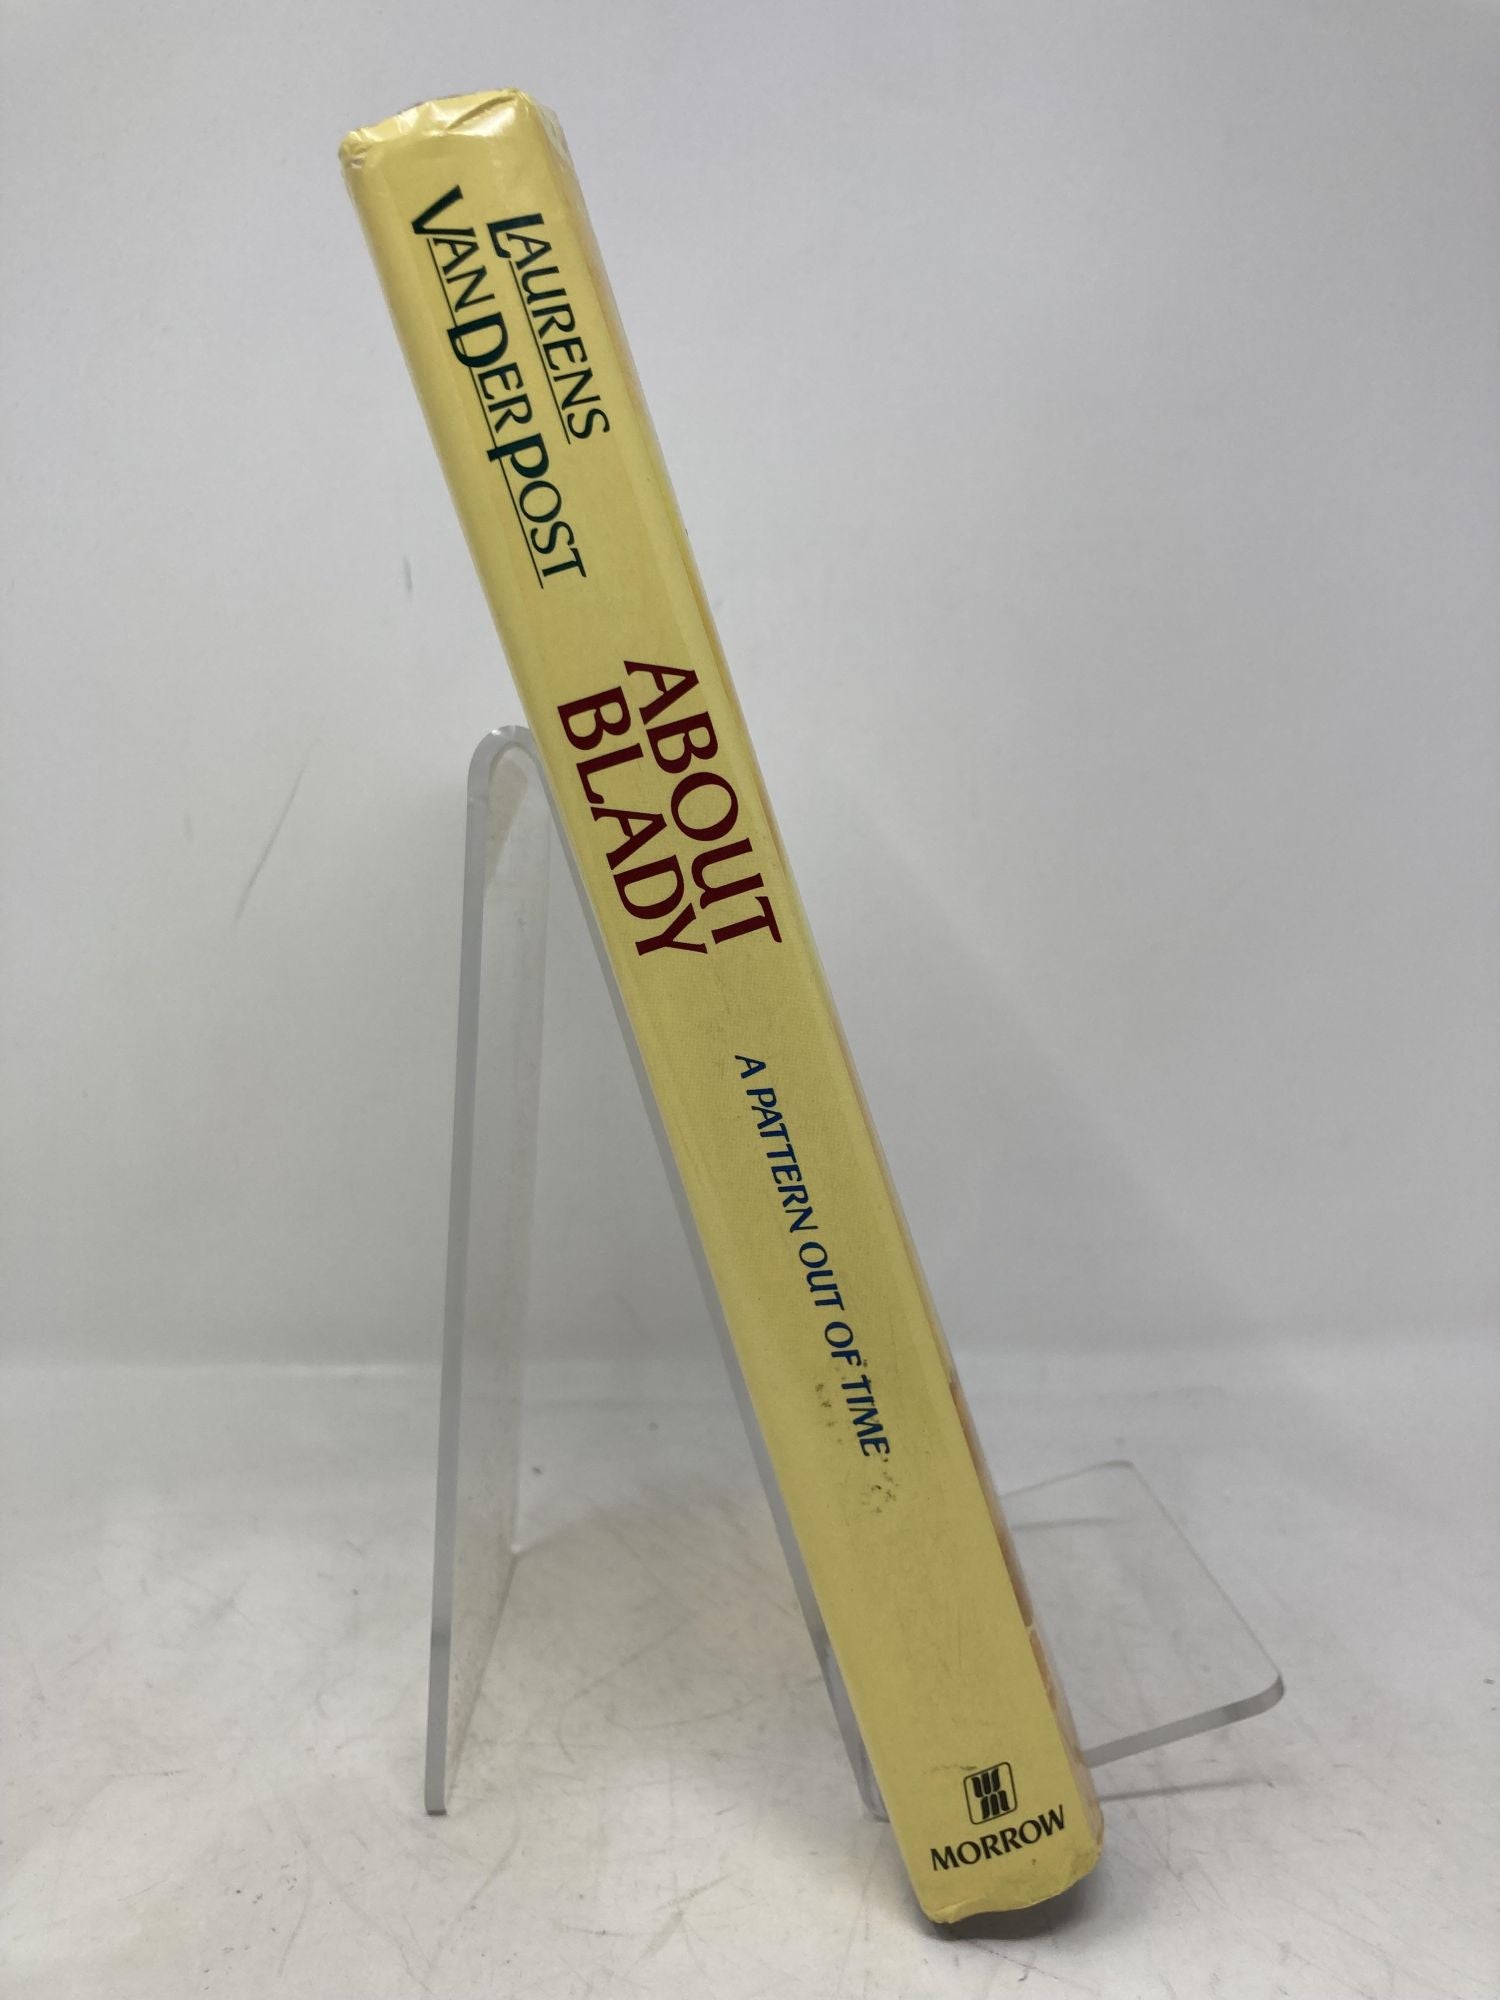 LAURENS
VAN DER POST
ABOUT
BLADY
A PATTERN OUT OF TIME
MORROW